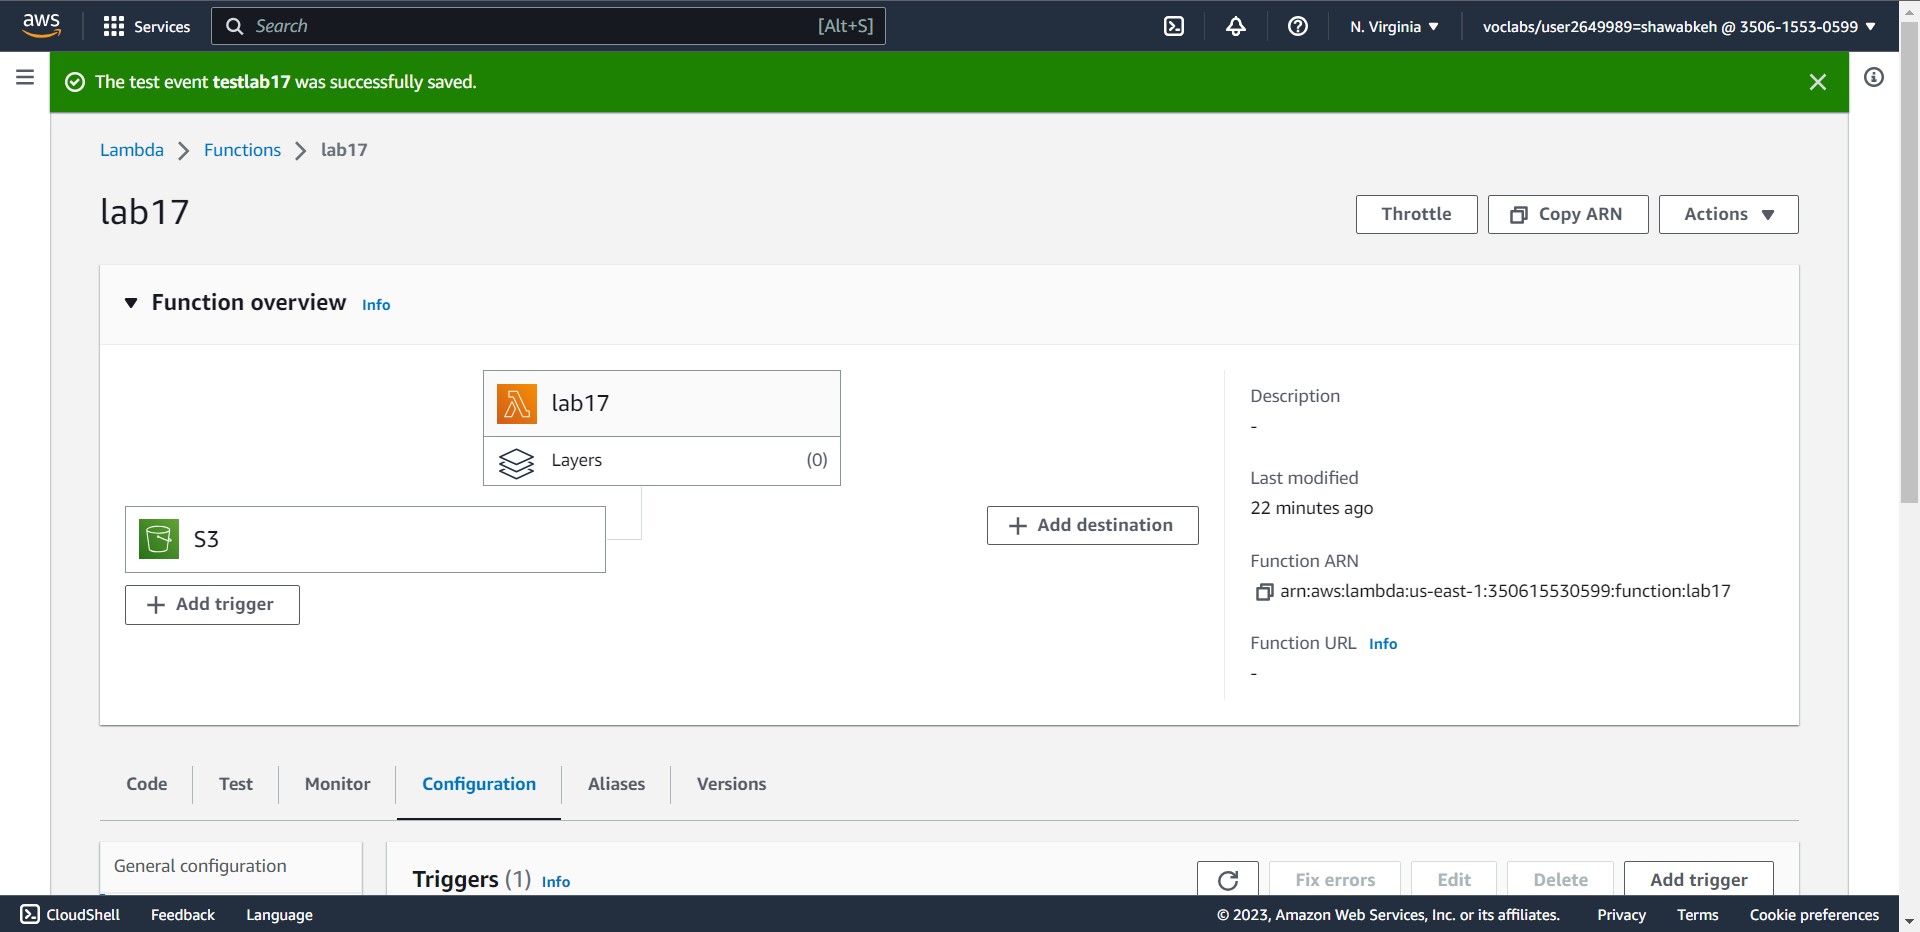 aws
Services
Search [Alt+S]
N. Virginia
voclabs/user2649989=shawabkeh @ 3506-1553-0599
The test event testlab17 was successfully saved.
Lambda
Functions
lab17
lab17
Throttle
Copy ARN
Actions
Function overview Info
lab17
Layers (0)
S3
Add trigger
Add destination
Description
-
Last modified
22 minutes ago
Function ARN
arn:aws:lambda:us-east-1:350615530599:function:lab17
Function URL Info
-
Code
Test
Monitor
Configuration
Aliases
Versions
General configuration
Triggers (1) Info
Fix errors
Edit
Delete
Add trigger
CloudShell
Feedback
Language
© 2023, Amazon Web Services, Inc. or its affiliates.
Privacy
Terms
Cookie preferences